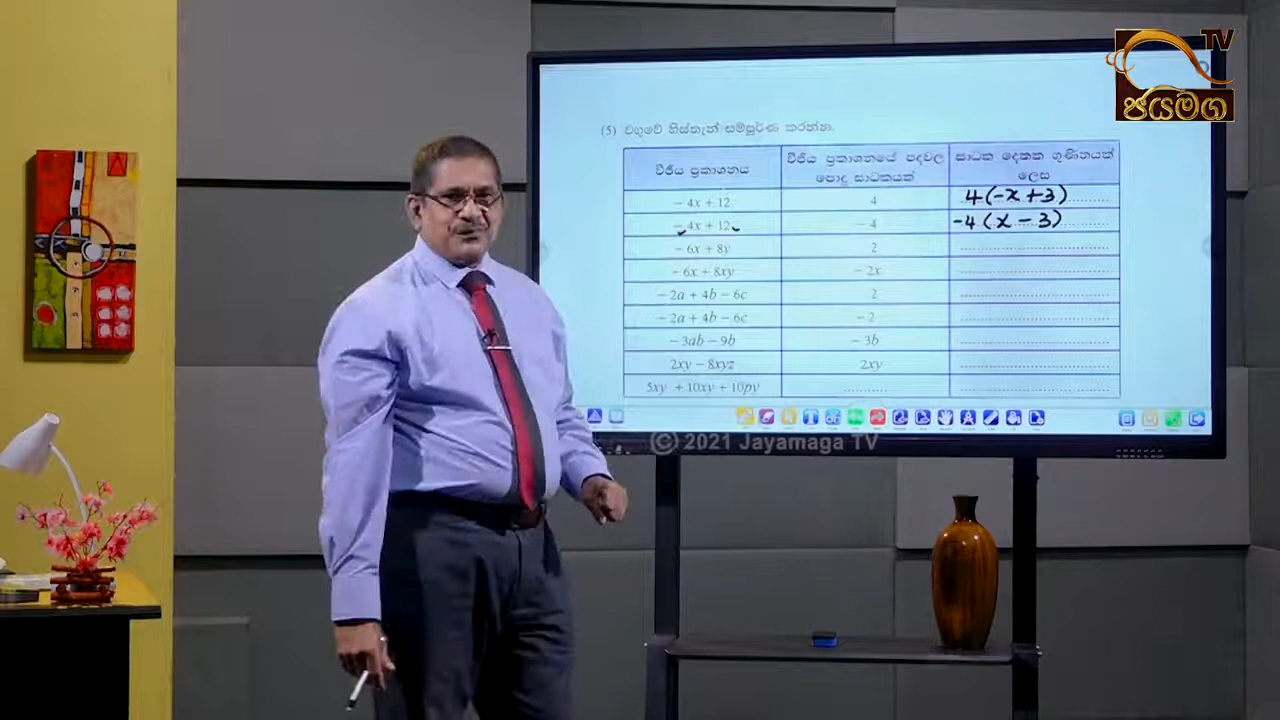 TV
ජයමග
(5) වගුවේ හිස්තැන් සම්පූර්ණ කරන්න.
වීජීය ප්‍රකාශනය
වීජීය ප්‍රකාශනයේ පදවල පොදු සාධකයක්
සාධක දෙකක ගුණිතයක් ලෙස
− 4x + 12 4 4(-x + 3)
− 4x + 12 − 4 -4 (x - 3)
− 6x + 8y 2
− 6x + 8xy − 2x
− 2a + 4b − 6c 2
− 2a + 4b − 6c − 2
− 3ab − 9b − 3b
2xy − 8xyz 2xy
5xy + 10xy + 10py
© 2021 Jayamaga TV